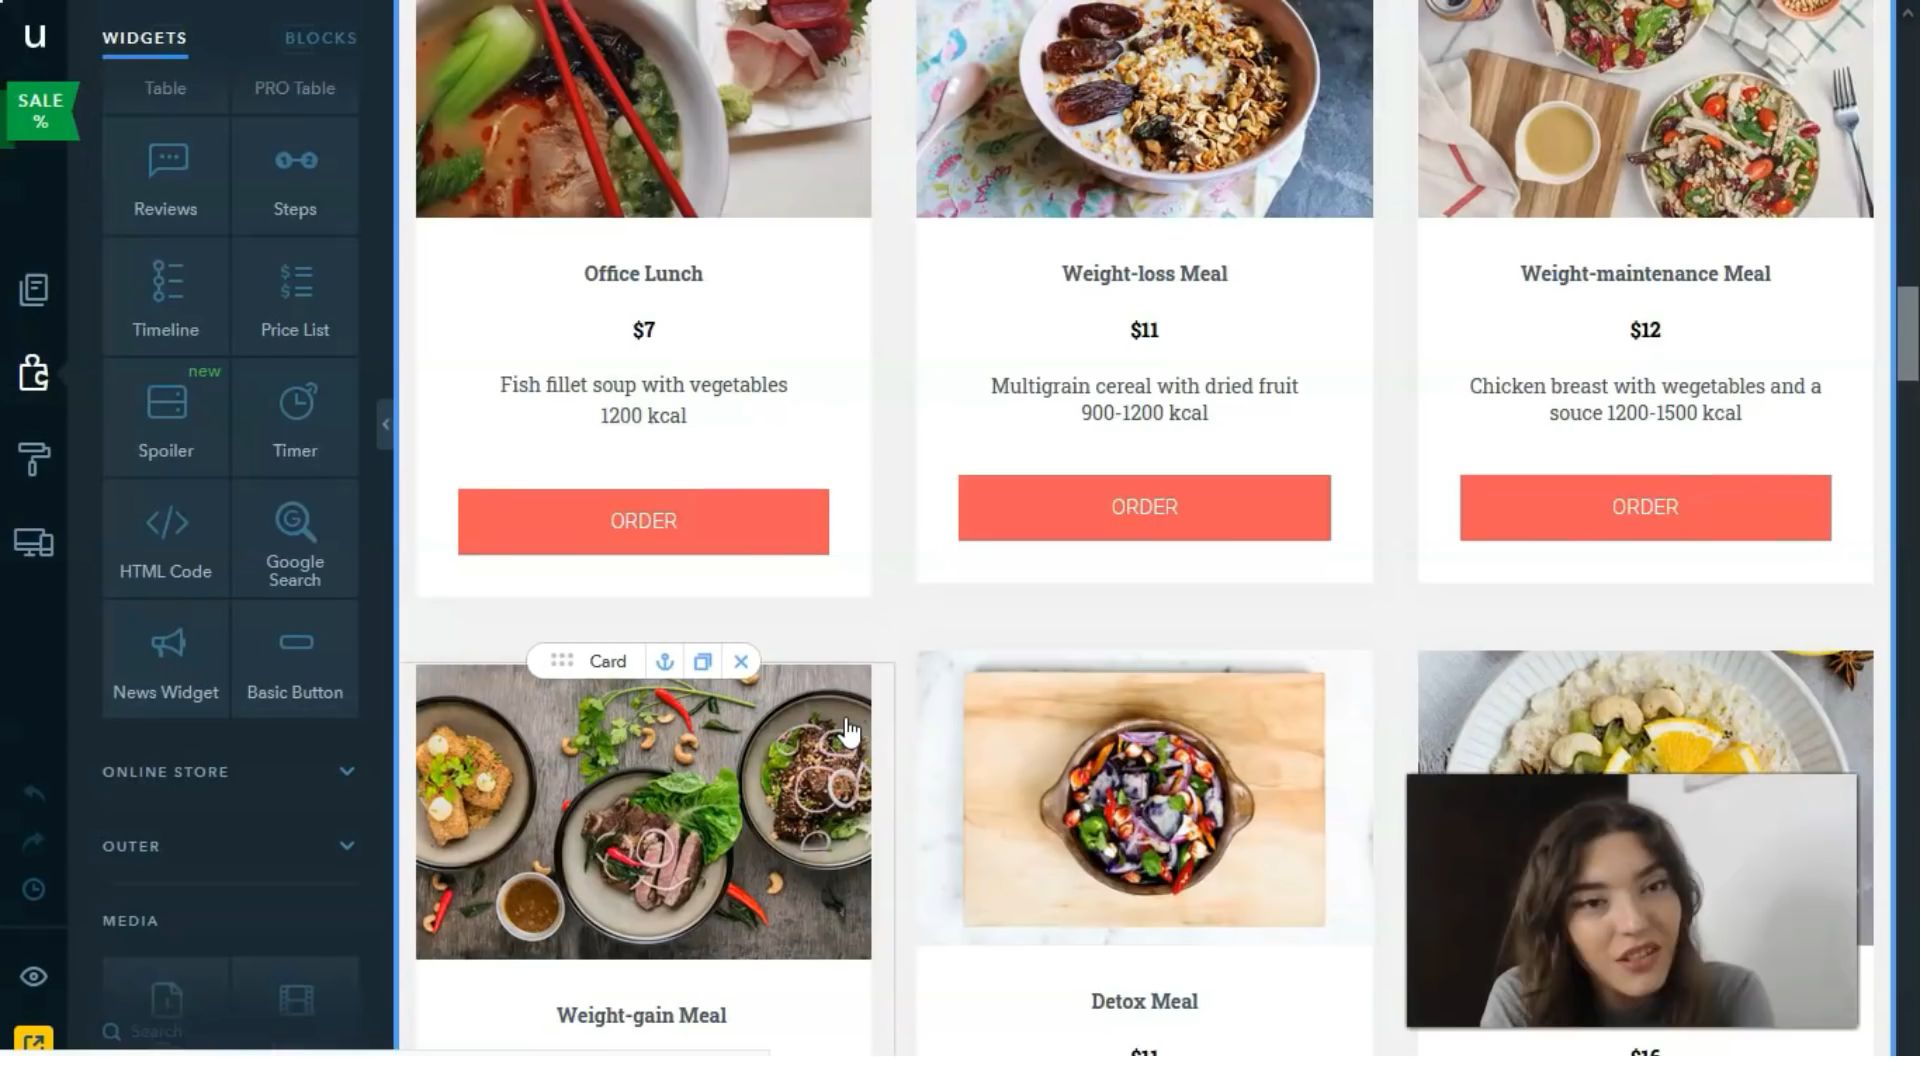 u
WIDGETS
BLOCKS
SALE
%
Table
PRO Table
Reviews
Steps
Timeline
Price List
new
Spoiler
Timer
HTML Code
Google
Search
News Widget
Basic Button
ONLINE STORE
OUTER
MEDIA
Search
Office Lunch
$7
Fish fillet soup with vegetables
1200 kcal
ORDER
Weight-loss Meal
$11
Multigrain cereal with dried fruit
900-1200 kcal
ORDER
Weight-maintenance Meal
$12
Chicken breast with wegetables and a
souce 1200-1500 kcal
ORDER
Card
Weight-gain Meal
Detox Meal
$11